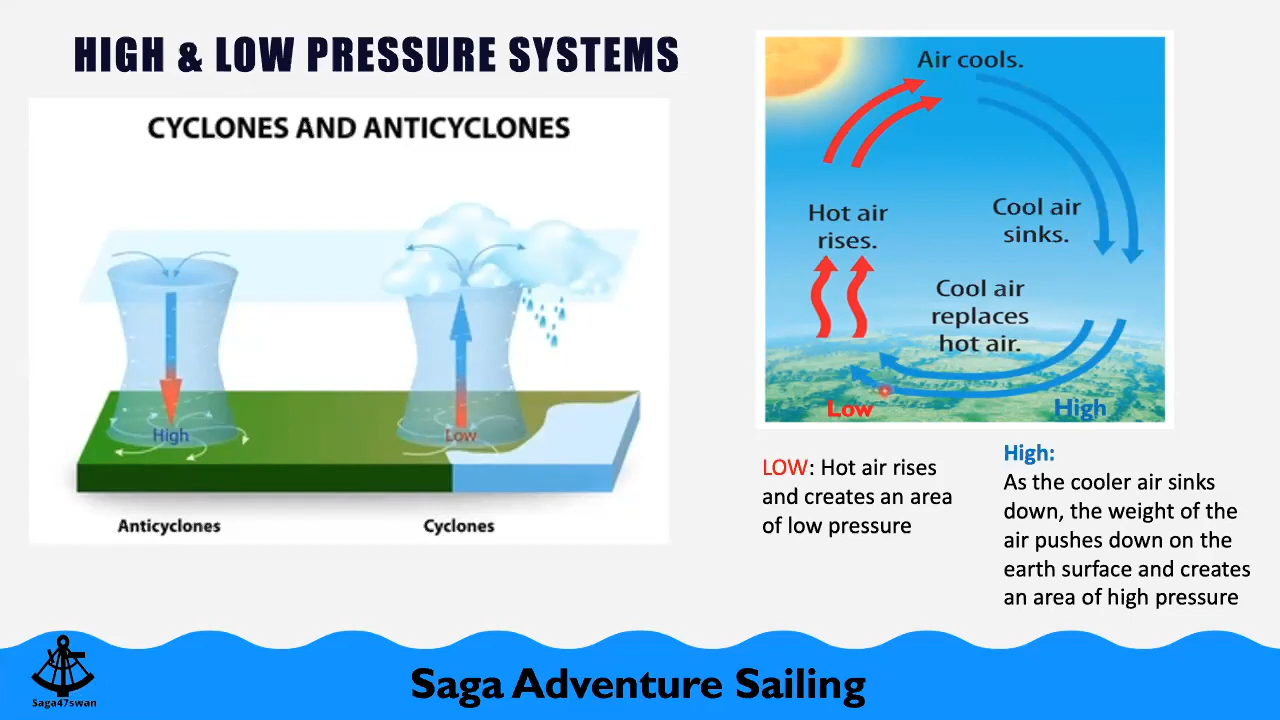 HIGH & LOW PRESSURE SYSTEMS
CYCLONES AND ANTICYCLONES
High
Low
Anticyclones
Cyclones
Air cools.
Hot air
rises.
Cool air
sinks.
Cool air
replaces
hot air.
Low
High
LOW: Hot air rises
and creates an area
of low pressure
High:
As the cooler air sinks
down, the weight of the
air pushes down on the
earth surface and creates
an area of high pressure
Saga47swan
Saga Adventure Sailing